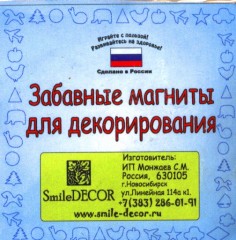 Играйте с пользой!
Развивайтесь на здоровье!
Сделано в России
Забавные магниты
для декорирования
SmileDECOR
Изготовитель:
ИП Монжаев С.М.
Россия, 630105
г.Новосибирск
ул.Линейная 114а к1.
+7(383) 286-01-91
www.smile-decor.ru